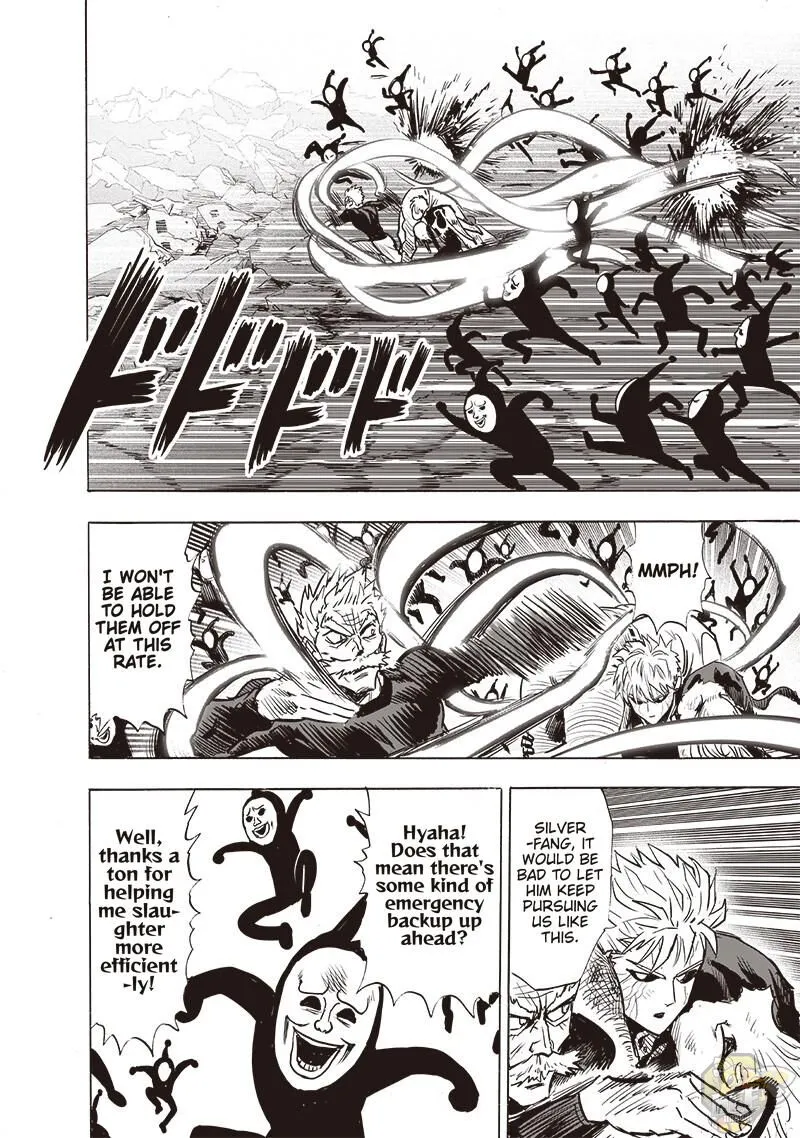 ドドドド
MMPH!
I WON'T
BE ABLE
TO HOLD
THEM OFF
AT THIS
RATE.
SILVER
-FANG, IT
WOULD BE
BAD TO LET
HIM KEEP
PURSUING
US LIKE
THIS.
Hyaha!
Does that
mean there's
some kind of
emergency
backup up
ahead?
Well,
thanks a
ton for
helping
me slau-
ghter
more
efficient
-ly!